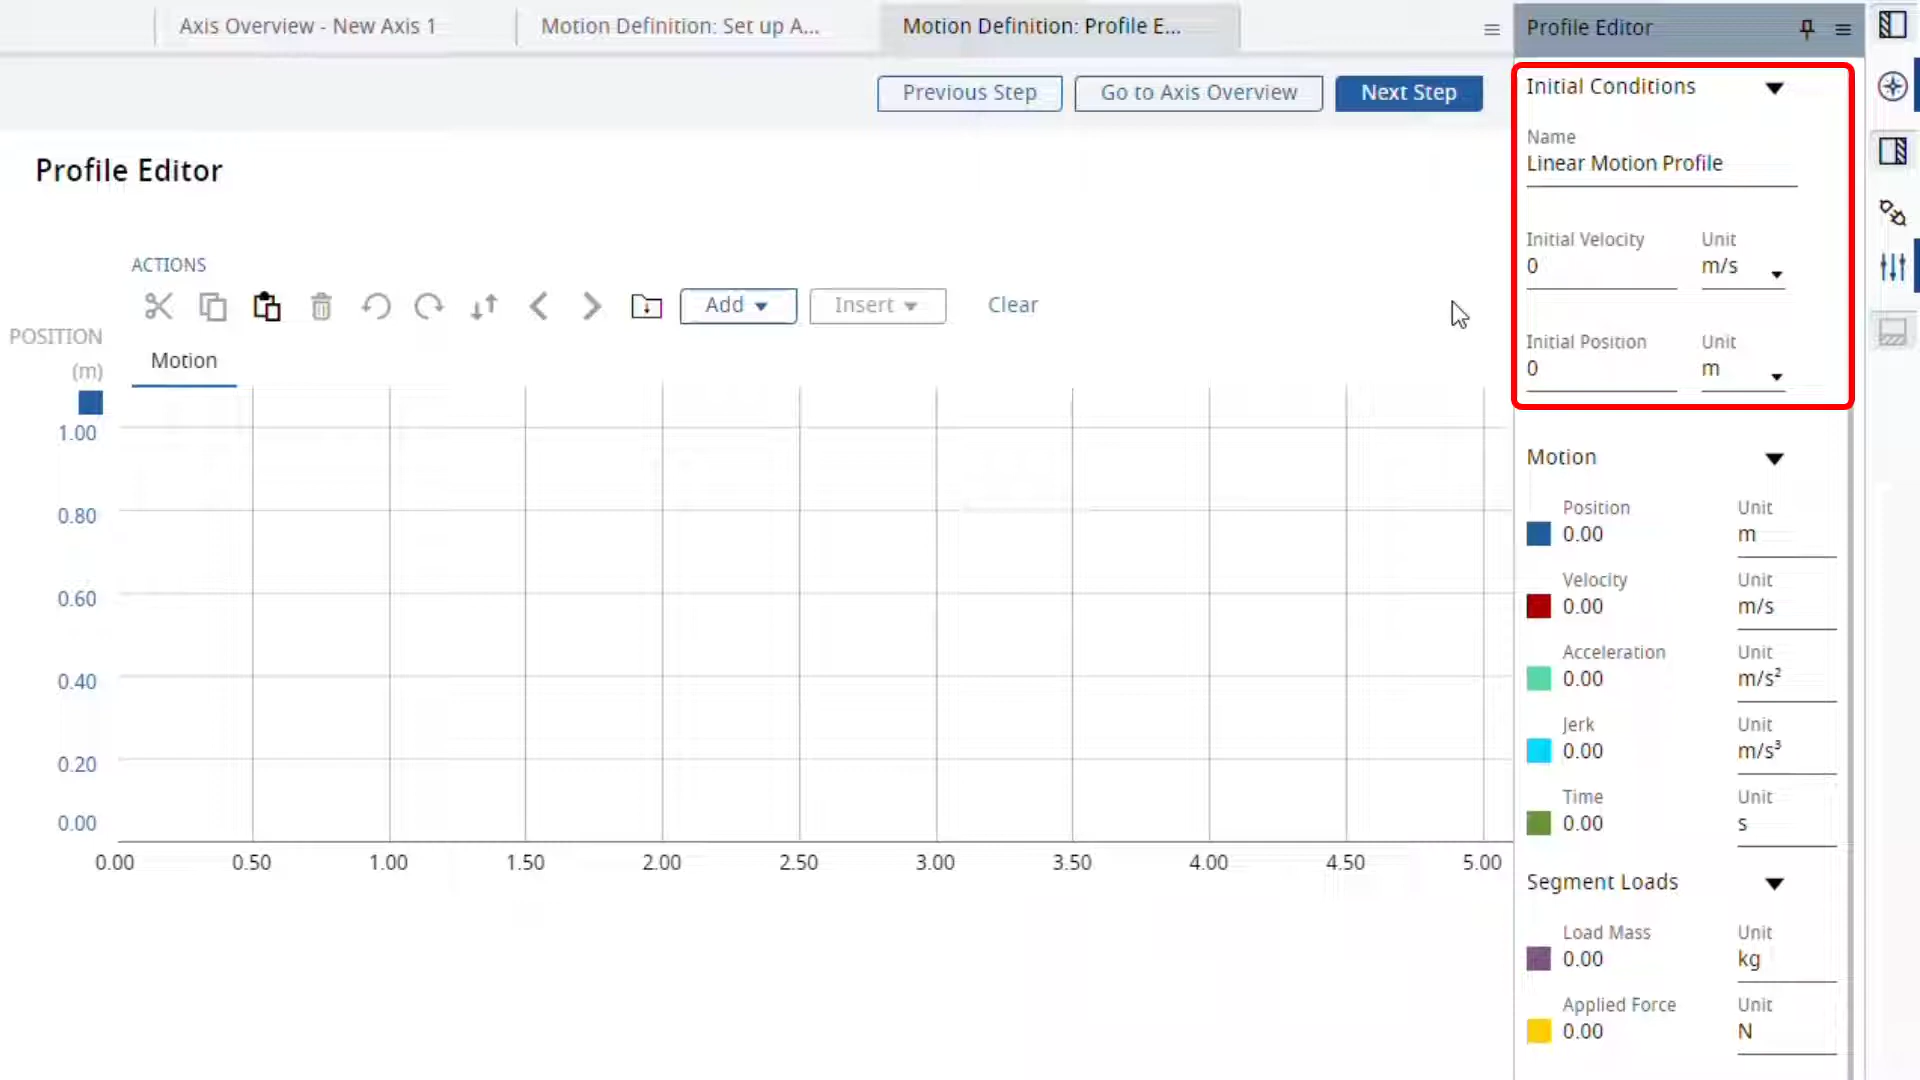 Axis Overview - New Axis 1
Motion Definition: Set up A...
Motion Definition: Profile E...
Profile Editor
Previous Step
Go to Axis Overview
Next Step
Profile Editor
ACTIONS
Add
Insert
Clear
POSITION
(m)
Motion
1.00
0.80
0.60
0.40
0.20
0.00
0.00
0.50
1.00
1.50
2.00
2.50
3.00
3.50
4.00
4.50
5.00
Initial Conditions
Name
Linear Motion Profile
Initial Velocity
Unit
0
m/s
Initial Position
Unit
0
m
Motion
Position
Unit
0.00
m
Velocity
Unit
0.00
m/s
Acceleration
Unit
0.00
m/s²
Jerk
Unit
0.00
m/s³
Time
Unit
0.00
s
Segment Loads
Load Mass
Unit
0.00
kg
Applied Force
Unit
0.00
N